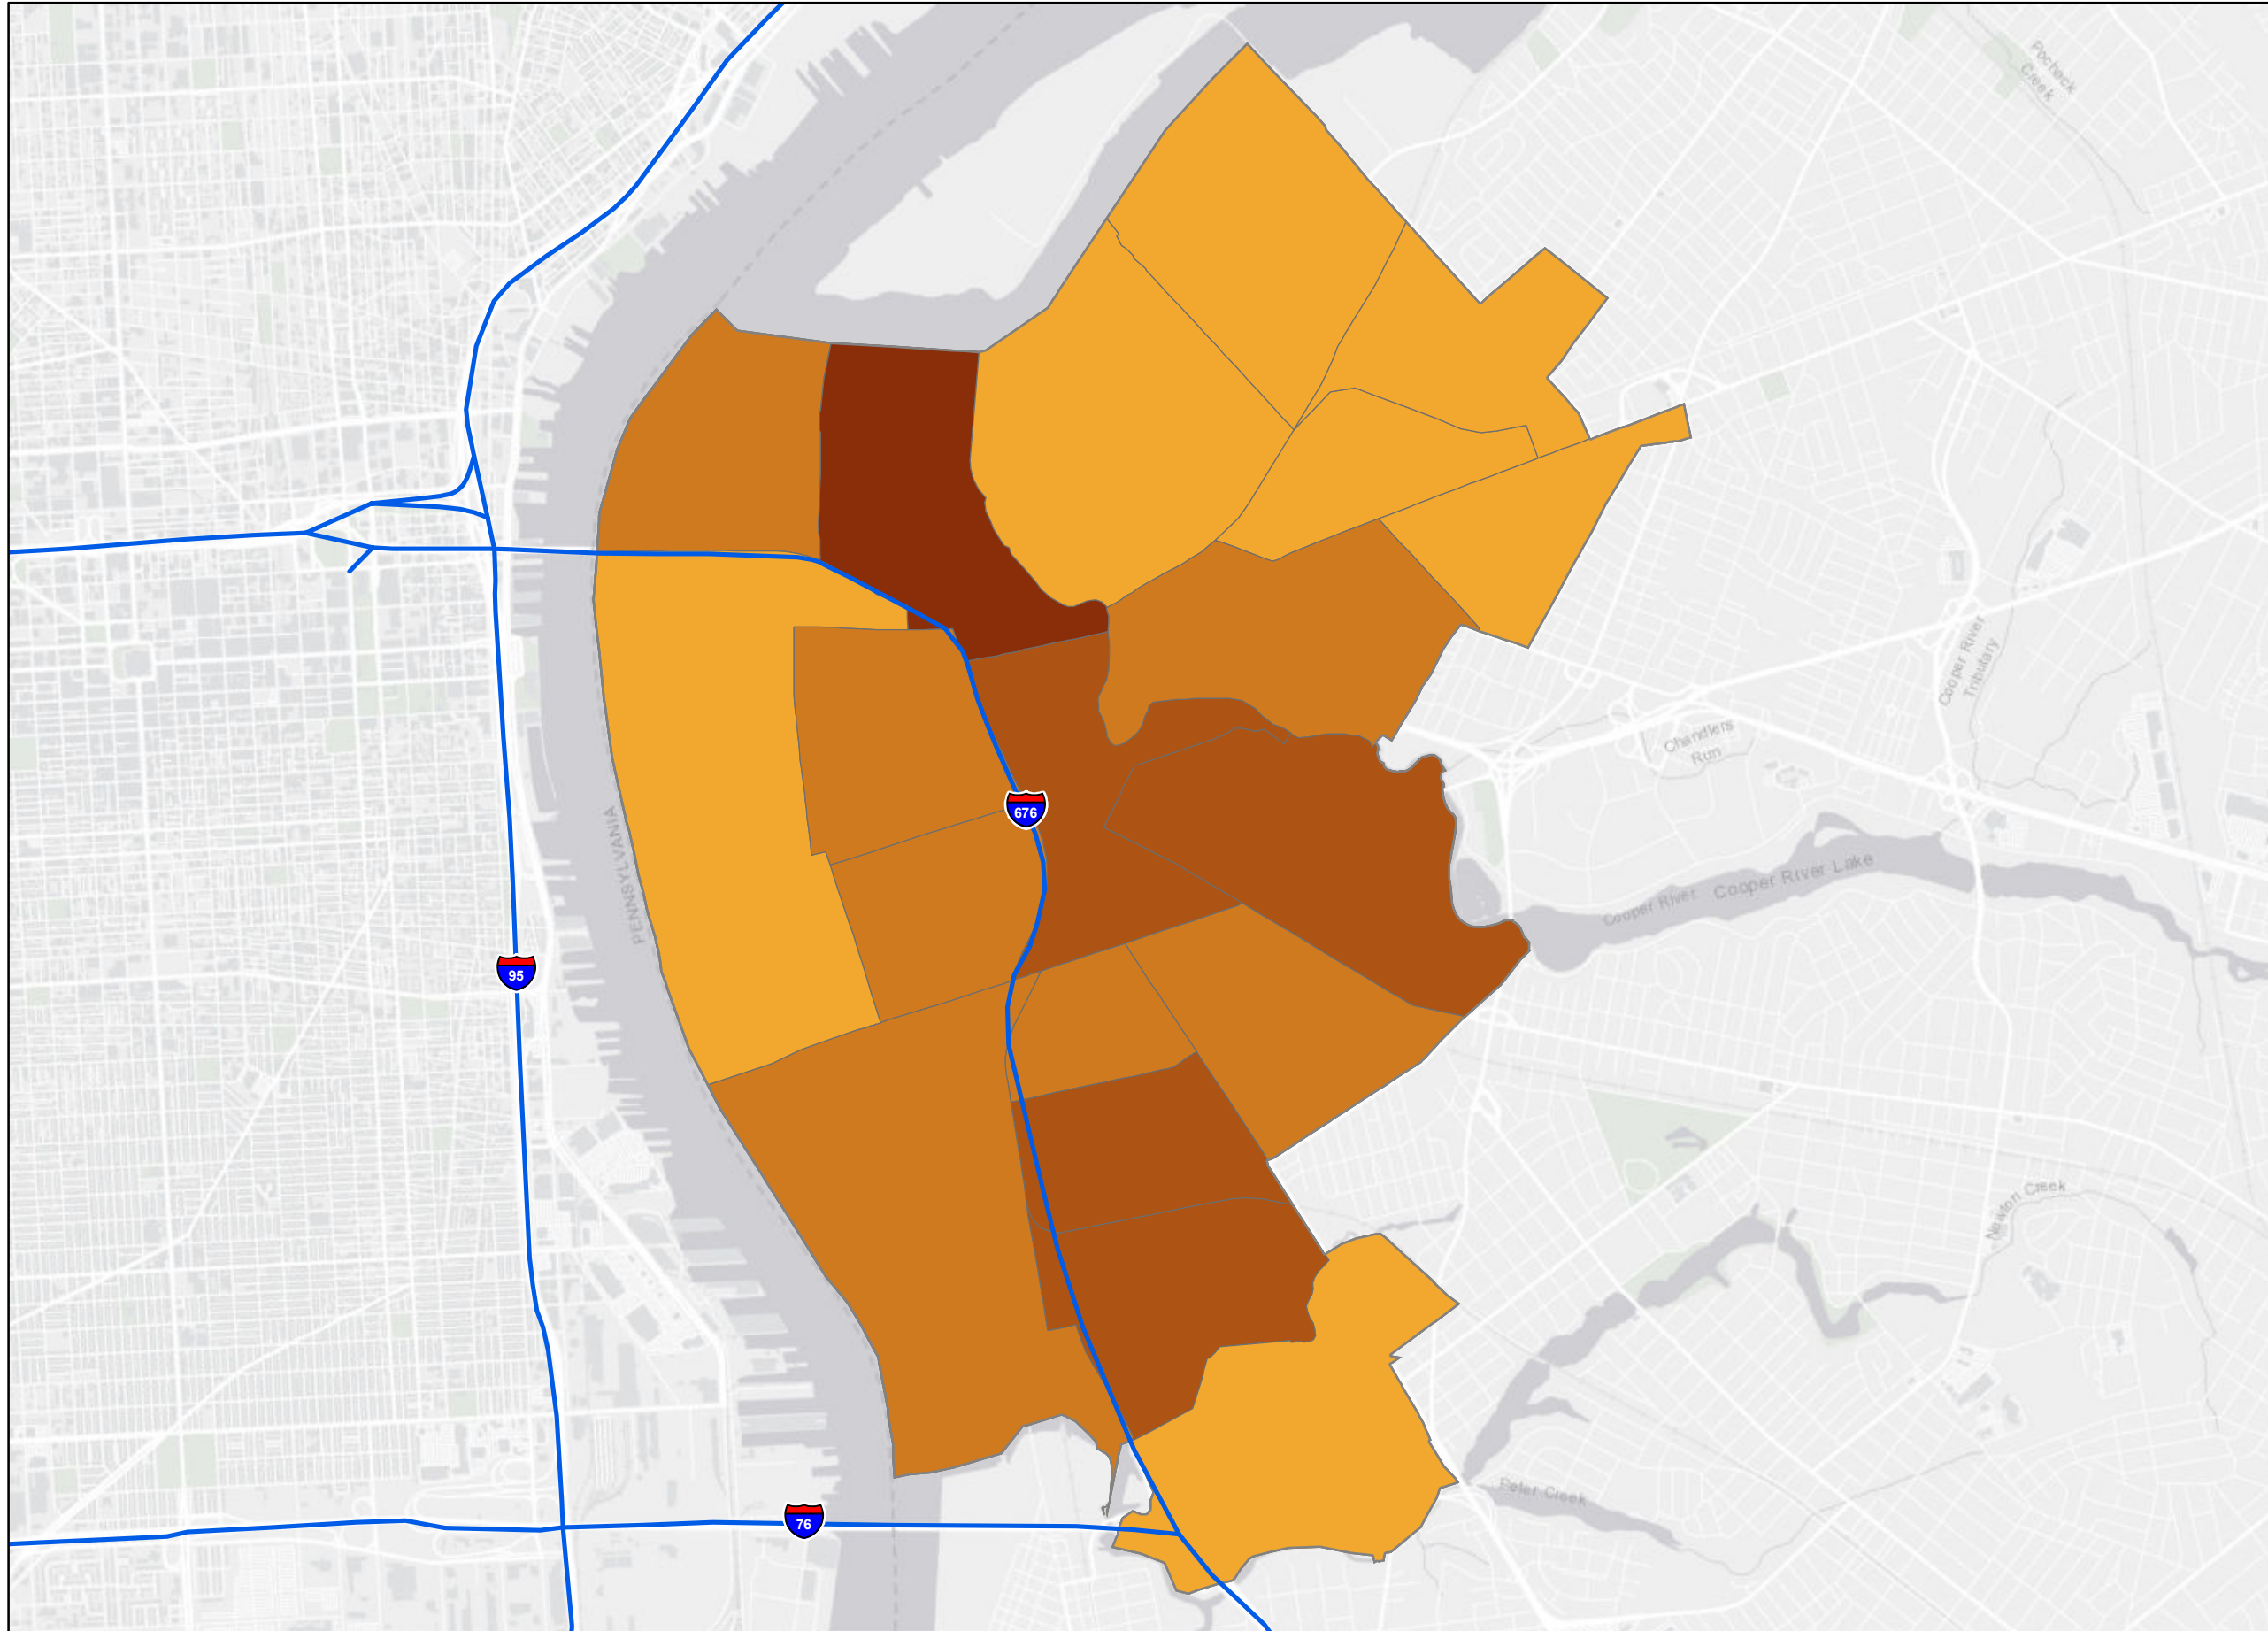 Pochack
Creek
Cooper River
Tributary
Chandlers
Run
676
PENNSYLVANIA
Cooper River
Cooper River Lake
95
Newton Creek
Peter Creek
76